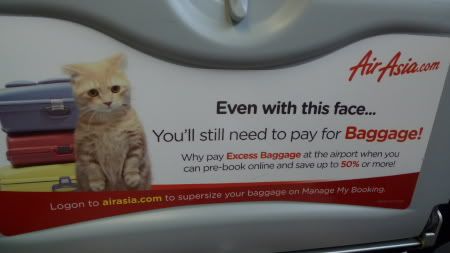 AirAsia.com
Even with this face...
You'll still need to pay for Baggage!
Why pay Excess Baggage at the airport when you
can pre-book online and save up to 50% or more!
Logon to airasia.com to supersize your baggage on Manage My Booking.